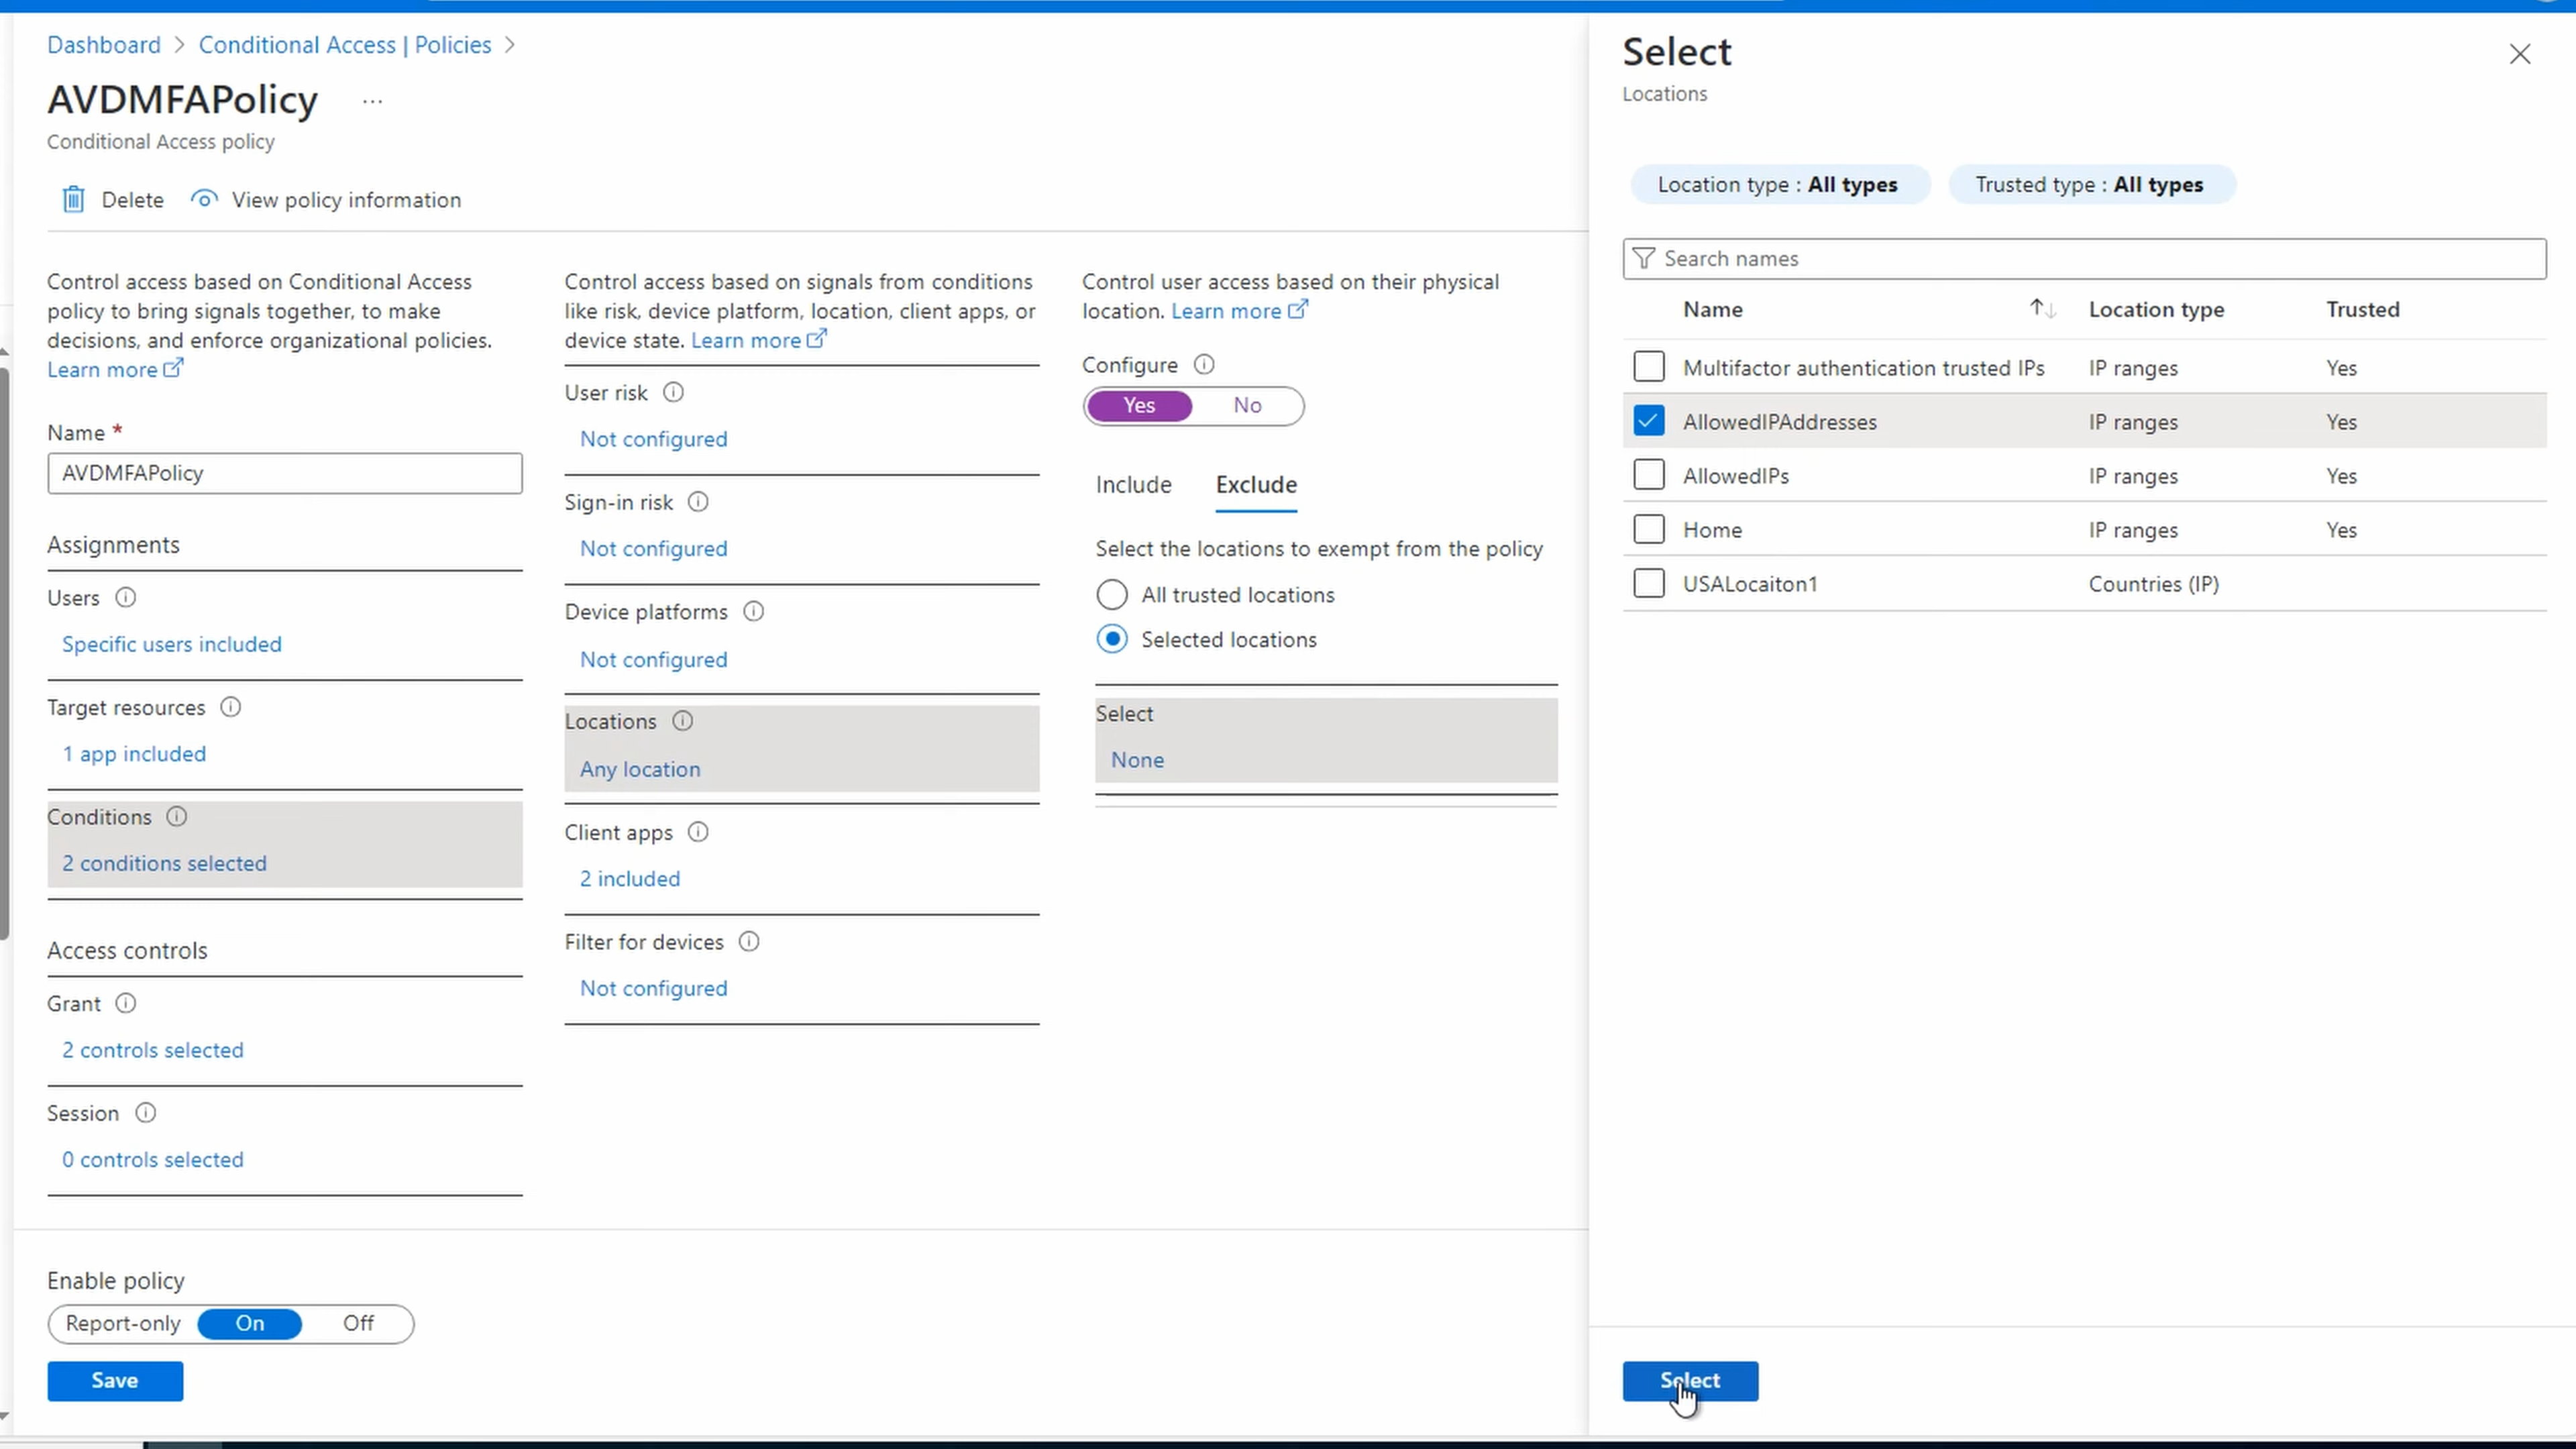 Dashboard > Conditional Access | Policies >
AVDMFAPolicy ...
Conditional Access policy
Delete View policy information
Control access based on Conditional Access
policy to bring signals together, to make
decisions, and enforce organizational policies.
Learn more
Name *
AVDMFAPolicy
Assignments
Users
Specific users included
Target resources
1 app included
Conditions
2 conditions selected
Access controls
Grant
2 controls selected
Session
0 controls selected
Enable policy
Report-only On Off
Save
Control access based on signals from conditions
like risk, device platform, location, client apps, or
device state. Learn more
User risk
Not configured
Sign-in risk
Not configured
Device platforms
Not configured
Locations
Any location
Client apps
2 included
Filter for devices
Not configured
Control user access based on their physical
location. Learn more
Configure
Yes No
Include Exclude
Select the locations to exempt from the policy
All trusted locations
Selected locations
Select
None
Select
Locations
Location type : All types Trusted type : All types
Search names
Name Location type Trusted
Multifactor authentication trusted IPs IP ranges Yes
AllowedIPAddresses IP ranges Yes
AllowedIPs IP ranges Yes
Home IP ranges Yes
USALocaiton1 Countries (IP)
Select